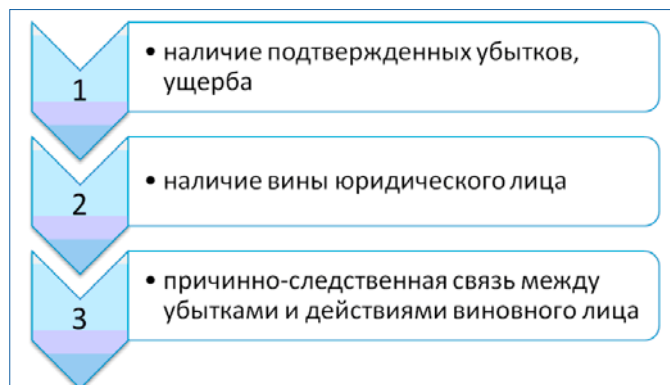 1
• наличие подтвержденных убытков,
ущерба
2
• наличие вины юридического лица
3
• причинно-следственная связь между
убытками и действиями виновного лица